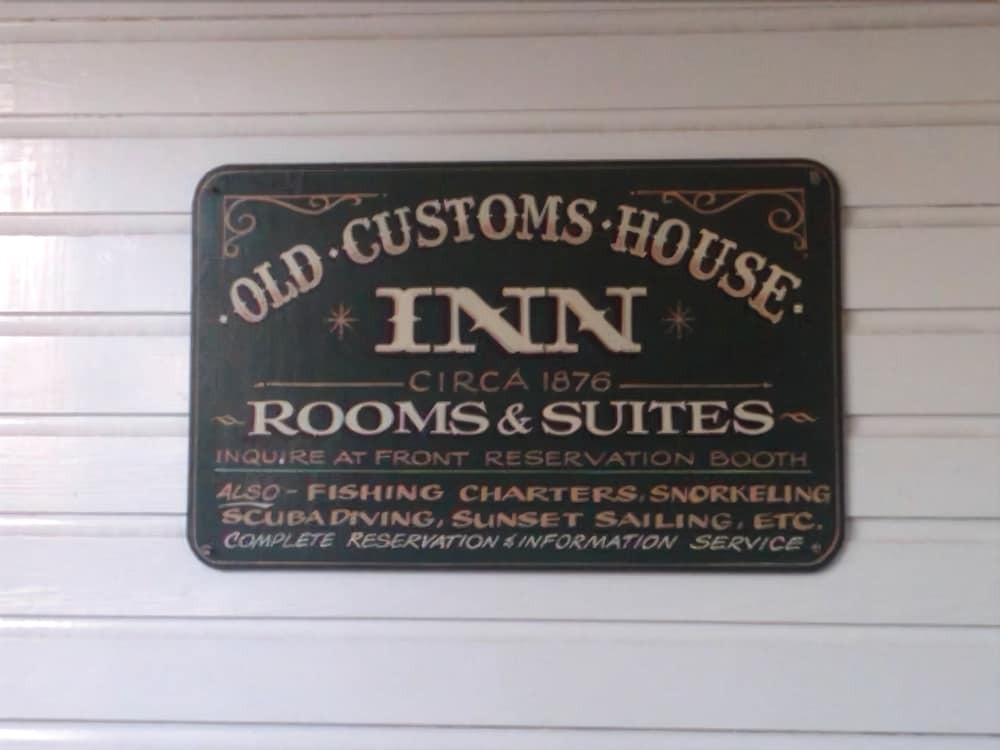 OLD · CUSTOMS · HOUSE
INN
CIRCA 1876
ROOMS & SUITES
INQUIRE AT FRONT RESERVATION BOOTH
ALSO - FISHING CHARTERS, SNORKELING
SCUBA DIVING, SUNSET SAILING, ETC.
COMPLETE RESERVATION & INFORMATION SERVICE